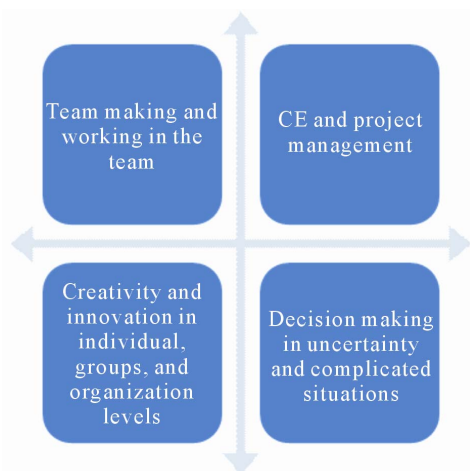 Team making and
working in the
team
CE and project
management
Creativity and
innovation in
individual,
groups, and
organization
levels
Decision making
in uncertainty
and complicated
situations